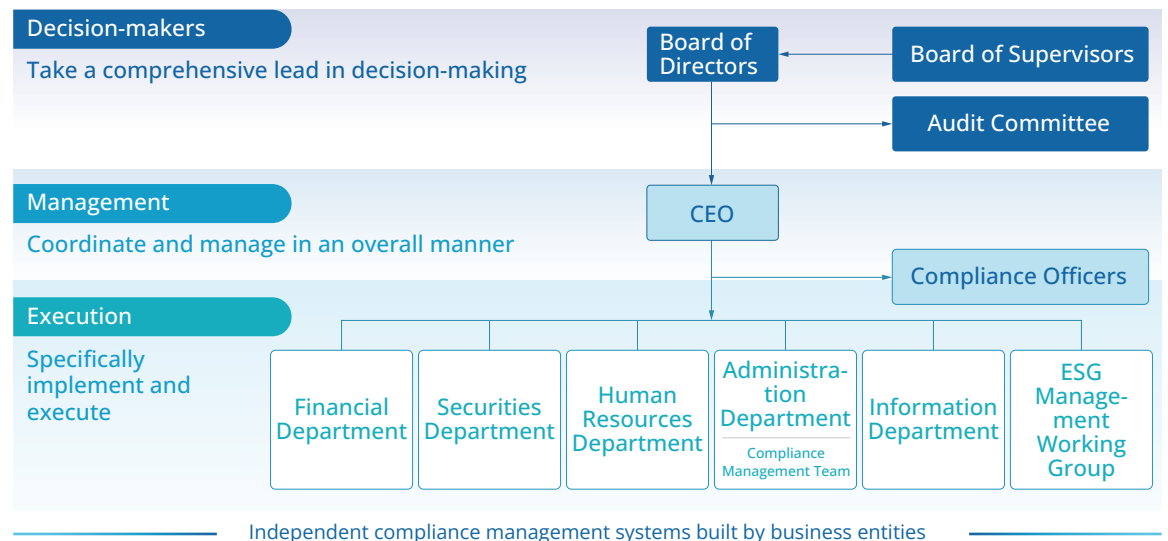 Decision-makers
Take a comprehensive lead in decision-making
Board of
Directors
Board of Supervisors
Audit Committee
Management
Coordinate and manage in an overall manner
CEO
Compliance Officers
Execution
Specifically
implement and
execute
Financial
Department
Securities
Department
Human
Resources
Department
Administra-
tion
Department
Compliance
Management Team
Information
Department
ESG
Manage-
ment
Working
Group
Independent compliance management systems built by business entities